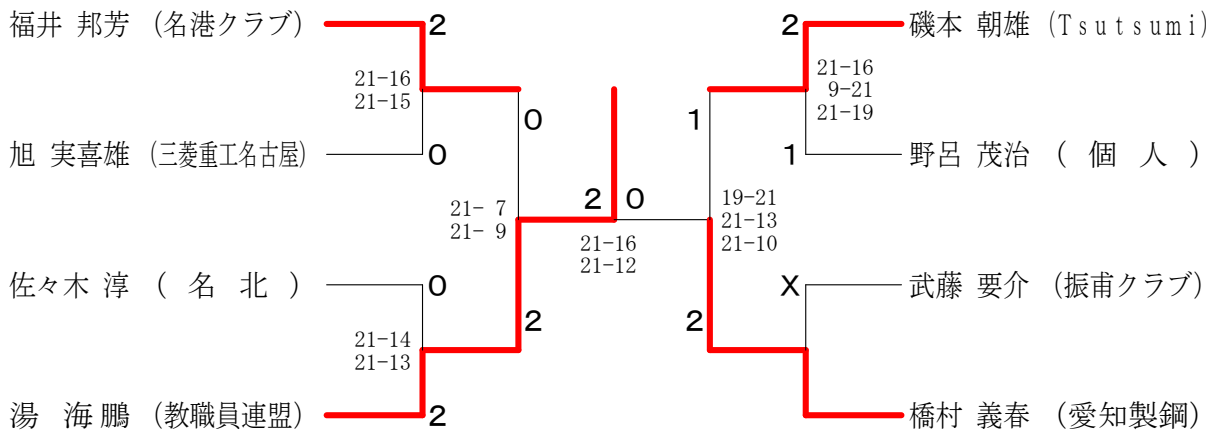 福井 邦芳 (名港クラブ) 2 2 磯本 朝雄 (Tsutsumi)
21-16 21-16
21-15 9-21
21-19
0 1
旭 実喜雄 (三菱重工名古屋) 0 1 野呂 茂治 (個人)
21- 7 2 0 19-21
21- 9 21-13
21-16 21-10
21-12
佐々木 淳 (名北) 0 X 武藤 要介 (振甫クラブ)
2 2
21-14
21-13
湯 海鵬 (教職員連盟) 2 橋村 義春 (愛知製鋼)